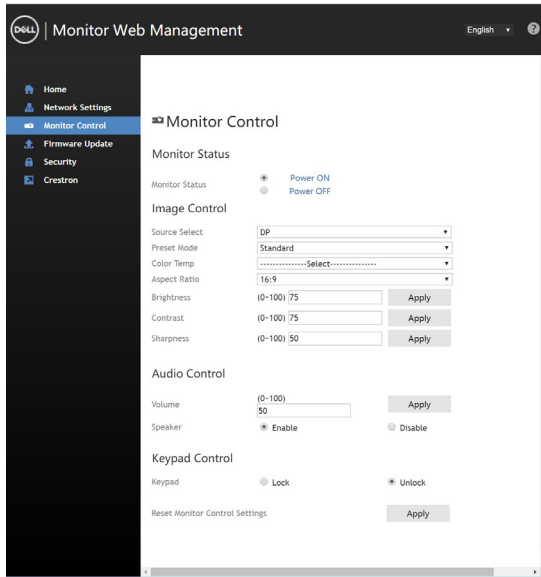 DELL | Monitor Web Management
English
?
Home
Network Settings
Monitor Control
Firmware Update
Security
Crestron
Monitor Control
Monitor Status
Monitor Status Power ON
Power OFF
Image Control
Source Select DP
Preset Mode Standard
Color Temp ---------------Select---------------
Aspect Ratio 16:9
Brightness (0~100) 75 Apply
Contrast (0~100) 75 Apply
Sharpness (0~100) 50 Apply
Audio Control
(0~100)
Volume 50 Apply
Speaker Enable Disable
Keypad Control
Keypad Lock Unlock
Reset Monitor Control Settings Apply